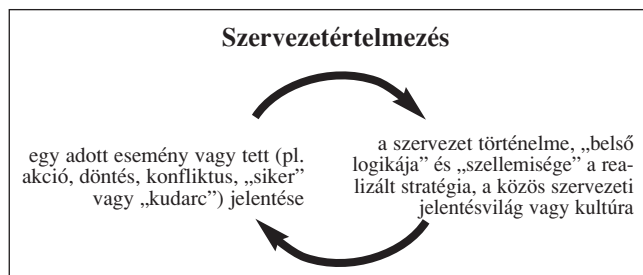 Szervezetértelmezés
egy adott esemény vagy tett (pl.
akció, döntés, konfliktus, „siker”
vagy „kudarc”) jelentése
a szervezet történelme, „belső
logikája” és „szellemisége” a rea-
lizált stratégia, a közös szervezeti
jelentésvilág vagy kultúra